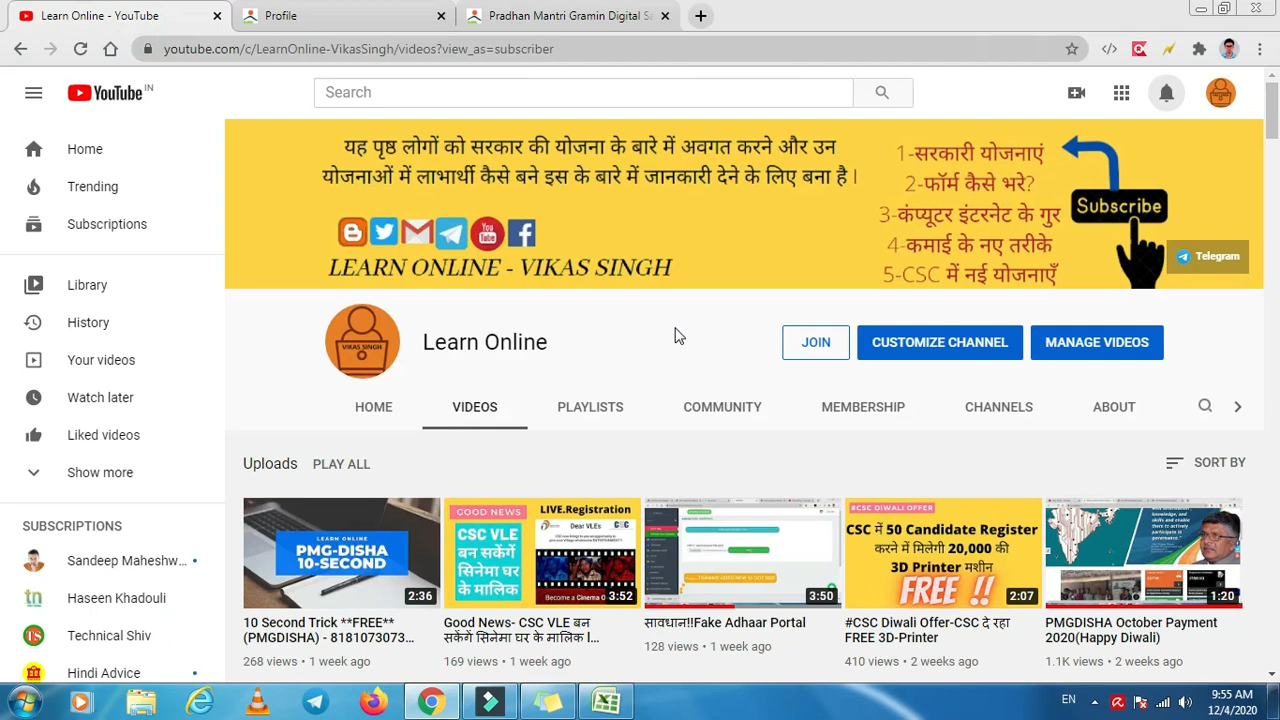 Learn Online - YouTube
Profile
Pradhan Mantri Gramin Digital Sa
youtube.com/c/LearnOnline-VikasSingh/videos?view_as=subscriber
YouTube IN
Search
Home
Trending
Subscriptions
Library
History
Your videos
Watch later
Liked videos
Show more
SUBSCRIPTIONS
Sandeep Maheshw...
Haseen Khadouli
Technical Shiv
Hindi Advice
यह पृष्ठ लोगों को सरकार की योजना के बारे में अवगत करने और उन
योजनाओं में लाभार्थी कैसे बने इस के बारे में जानकारी देने के लिए बना है |
LEARN ONLINE - VIKAS SINGH
1-सरकारी योजनाएं
2-फॉर्म कैसे भरे?
3-कंप्यूटर इंटरनेट के गुर
4-कमाई के नए तरीके
5-CSC में नई योजनाएँ
Subscribe
Telegram
VIKAS SINGH
Learn Online
JOIN
CUSTOMIZE CHANNEL
MANAGE VIDEOS
HOME
VIDEOS
PLAYLISTS
COMMUNITY
MEMBERSHIP
CHANNELS
ABOUT
Uploads
PLAY ALL
SORT BY
LEARN ONLINE
PMG-DISHA
10-SECOND
2:36
10 Second Trick **FREE**
(PMGDISHA) - 8181073073...
268 views • 1 week ago
GOOD NEWS
LIVE.Registration
Dear VLEs
3:52
Good News- CSC VLE बन
सकेंगे सिनेमा घर के मालिक I...
169 views • 1 week ago
3:50
सावधान!!Fake Adhaar Portal
128 views • 1 week ago
#CSC DIWALI OFFER
CSC में 50 Candidate Register
करने में मिलेगी 20,000 की
3D Printer मशीन
FREE !!
2:07
#CSC Diwali Offer-CSC दे रहा
FREE 3D-Printer
410 views • 2 weeks ago
1:20
PMGDISHA October Payment
2020(Happy Diwali)
1.1K views • 2 weeks ago
EN
9:55 AM
12/4/2020